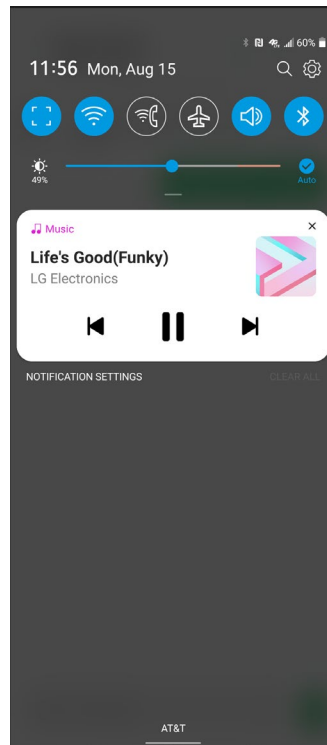 60%
11:56 Mon, Aug 15
49%
Auto
Music
Life's Good(Funky)
LG Electronics
NOTIFICATION SETTINGS
CLEAR ALL
AT&T